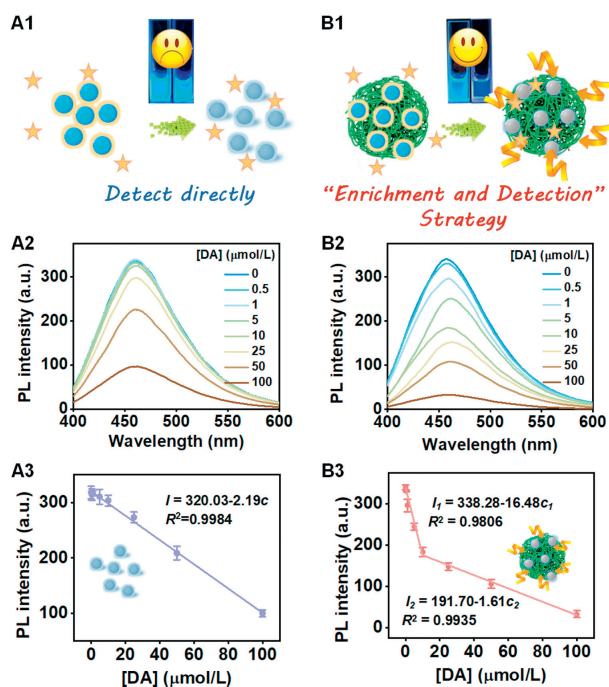 A1
Detect directly
B1
"Enrichment and Detection"
Strategy
A2
PL intensity (a.u.)
300
200
100
0
[DA] (μmol/L)
0
0.5
1
5
10
25
50
100
400
450
500
550
600
Wavelength (nm)
B2
PL intensity (a.u.)
300
200
100
0
[DA] (μmol/L)
0
0.5
1
5
10
25
50
100
400
450
500
550
600
Wavelength (nm)
A3
PL intensity (a.u.)
400
300
200
100
I = 320.03-2.19c
R²=0.9984
0
20
40
60
80
100
[DA] (μmol/L)
B3
PL intensity (a.u.)
400
300
200
100
0
I₁ = 338.28-16.48c₁
R² = 0.9806
I₂ = 191.70-1.61c₂
R² = 0.9935
0
20
40
60
80
100
[DA] (μmol/L)